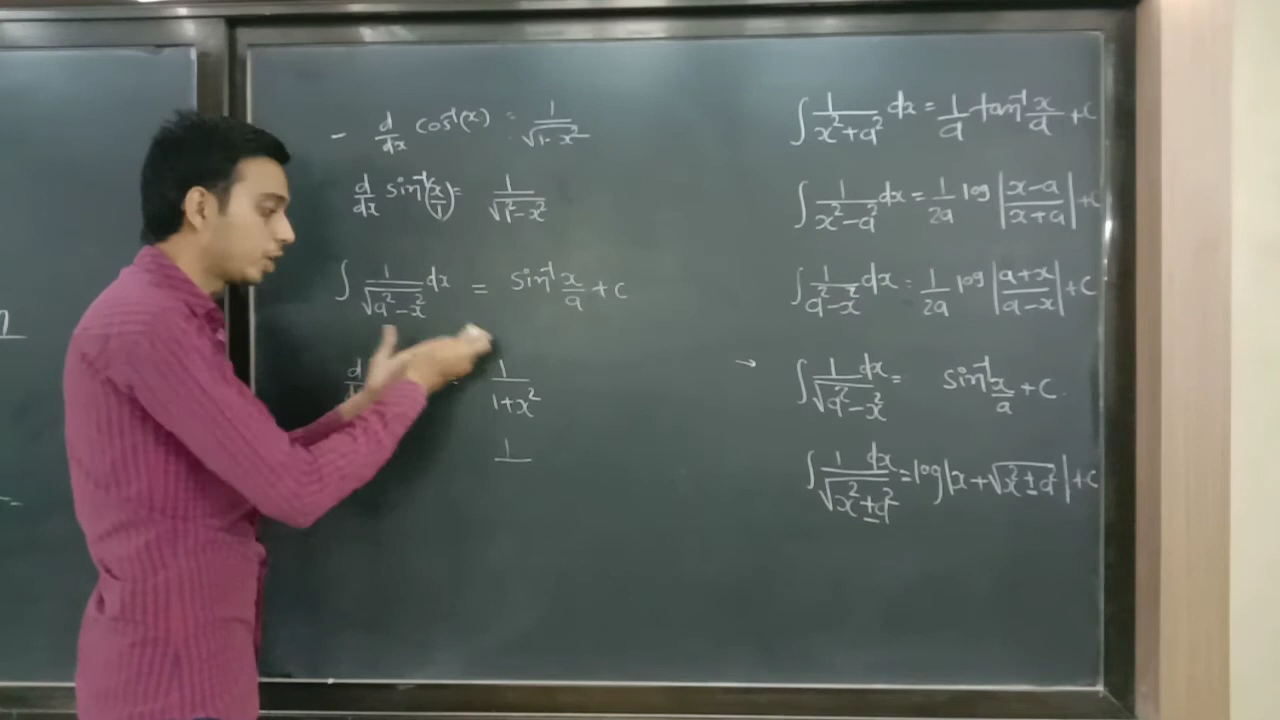 - d/dx cos⁻¹(x) = 1/√(1-x²)
d/dx sin⁻¹(x/1) = 1/√(1²-x²)
∫ 1/√(a²-x²) dx = sin⁻¹ x/a + c
d/ = 1/(1+x²)
1
∫ 1/(x²+a²) dx = 1/a tan⁻¹ x/a + c
∫ 1/(x²-a²) dx = 1/2a log |(x-a)/(x+a)| + c
∫ 1/(a²-x²) dx = 1/2a log |(a+x)/(a-x)| + c
→ ∫ 1/√(a²-x²) dx = sin⁻¹ x/a + c.
∫ 1/√(x²±a²) dx = log |x + √(x²±a²)| + c